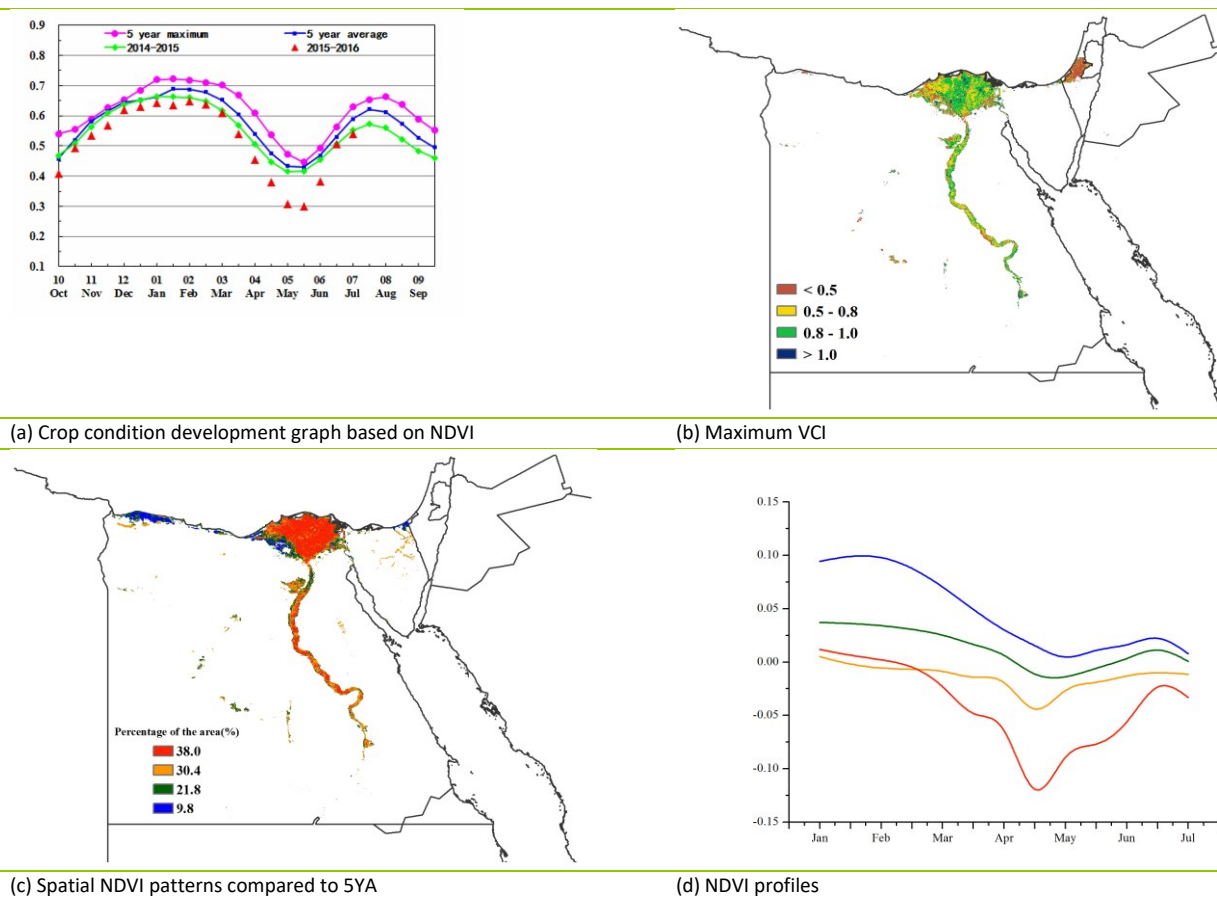 0.9
0.8
0.7
0.6
0.5
0.4
0.3
0.2
0.1
5 year maximum
5 year average
2014-2015
2015-2016
10 11 12 01 02 03 04 05 06 07 08 09
Oct Nov Dec Jan Feb Mar Apr May Jun Jul Aug Sep
< 0.5
0.5 - 0.8
0.8 - 1.0
> 1.0
(a) Crop condition development graph based on NDVI
(b) Maximum VCI
Percentage of the area(%)
38.0
30.4
21.8
9.8
0.15
0.10
0.05
0.00
-0.05
-0.10
-0.15
Jan Feb Mar Apr May Jun Jul
(c) Spatial NDVI patterns compared to 5YA
(d) NDVI profiles